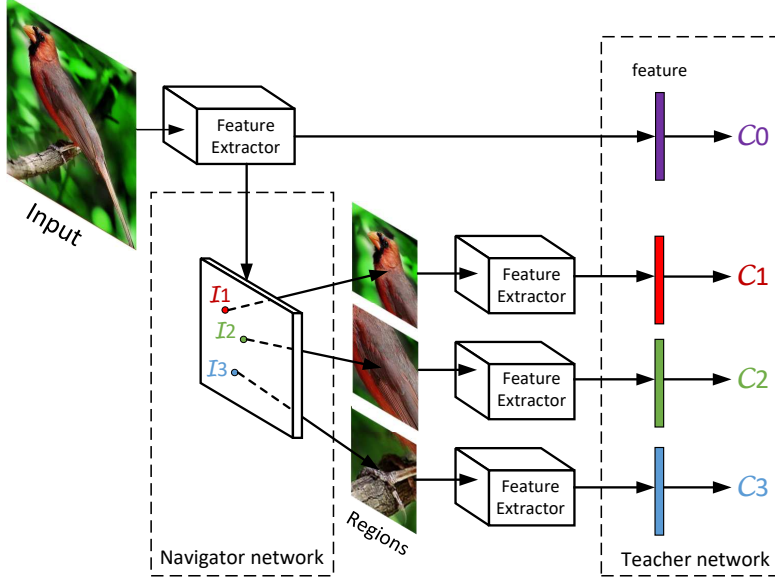 feature
Feature
Extractor
C0
Input
I1
I2
I3
Feature
Extractor
C1
Feature
Extractor
C2
Feature
Extractor
C3
Regions
Navigator network
Teacher network